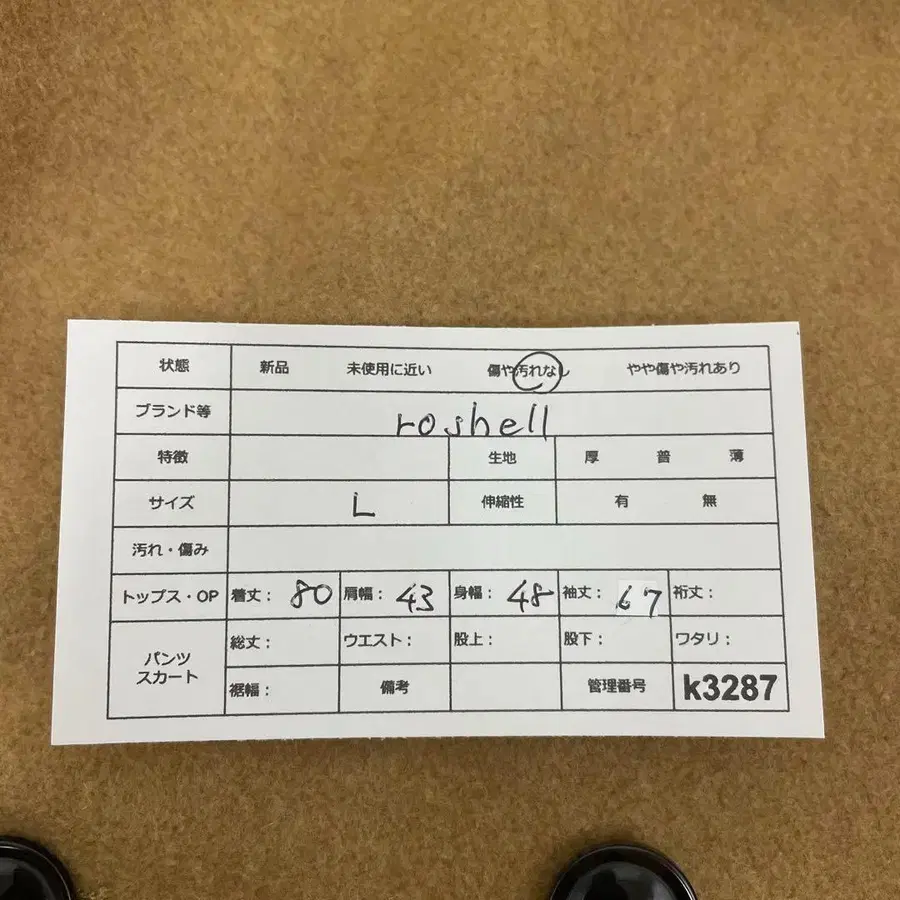 状態 新品 未使用に近い 傷や汚れなし やや傷や汚れあり
ブランド等 roshell
特徴 生地 厚 普 薄
サイズ L 伸縮性 有 無
汚れ・傷み
トップス・OP 着丈： 80 肩幅： 43 身幅： 48 袖丈： 67 裄丈：
パンツ スカート 総丈： ウエスト： 股上： 股下： ワタリ：
裾幅： 備考 管理番号 k3287